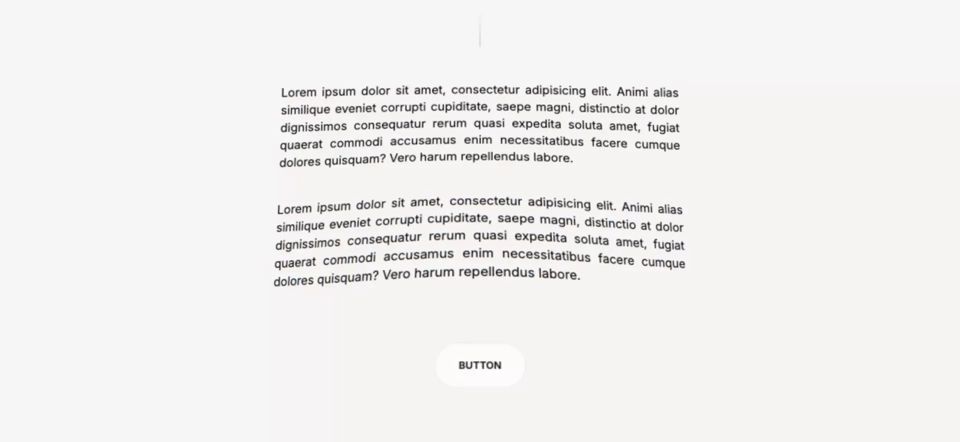 Lorem ipsum dolor sit amet, consectetur adipisicing elit. Animi alias
similique eveniet corrupti cupiditate, saepe magni, distinctio at dolor
dignissimos consequatur rerum quasi expedita soluta amet, fugiat
quaerat commodi accusamus enim necessitatibus facere cumque
dolores quisquam? Vero harum repellendus labore.
Lorem ipsum dolor sit amet, consectetur adipisicing elit. Animi alias
similique eveniet corrupti cupiditate, saepe magni, distinctio at dolor
dignissimos consequatur rerum quasi expedita soluta amet, fugiat
quaerat commodi accusamus enim necessitatibus facere cumque
dolores quisquam? Vero harum repellendus labore.
BUTTON